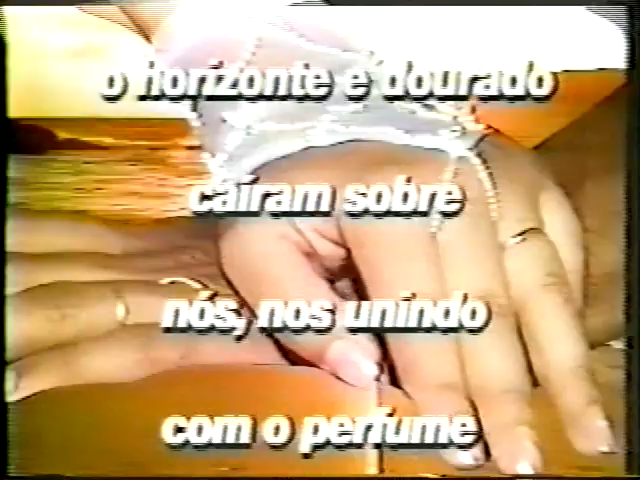 o horizonte é dourado
caíram sobre
nós, nos unindo
com o perfume